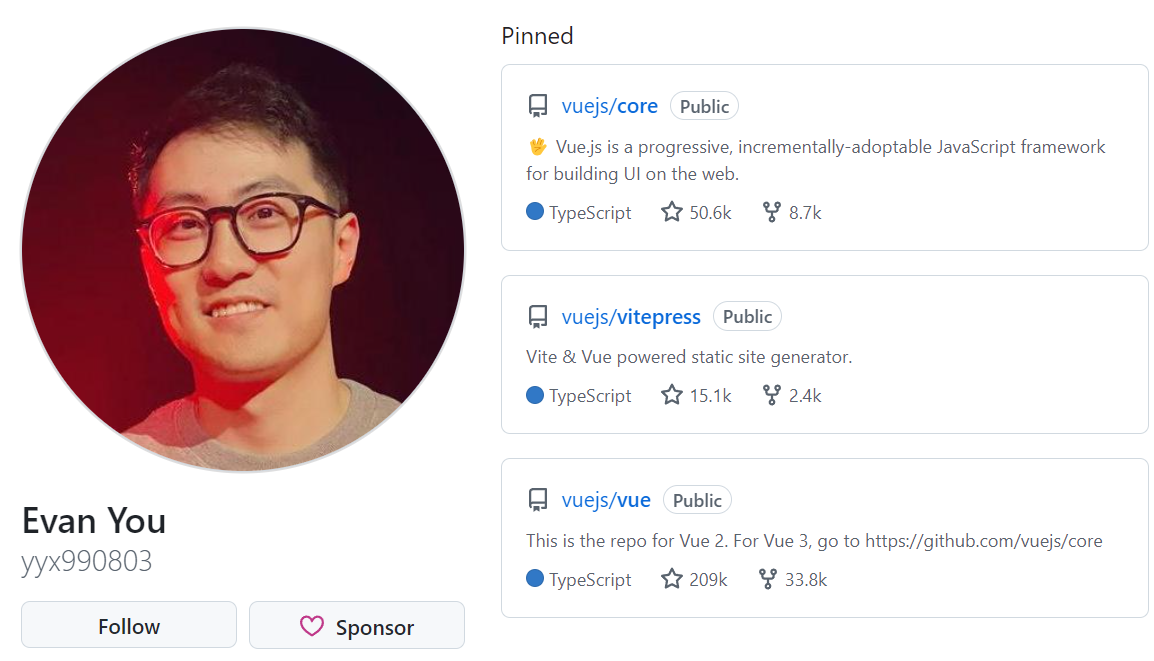 Evan You
yyx990803
Follow
Sponsor
Pinned
vuejs/core Public
🖖 Vue.js is a progressive, incrementally-adoptable JavaScript framework
for building UI on the web.
TypeScript 50.6k 8.7k
vuejs/vitepress Public
Vite & Vue powered static site generator.
TypeScript 15.1k 2.4k
vuejs/vue Public
This is the repo for Vue 2. For Vue 3, go to https://github.com/vuejs/core
TypeScript 209k 33.8k